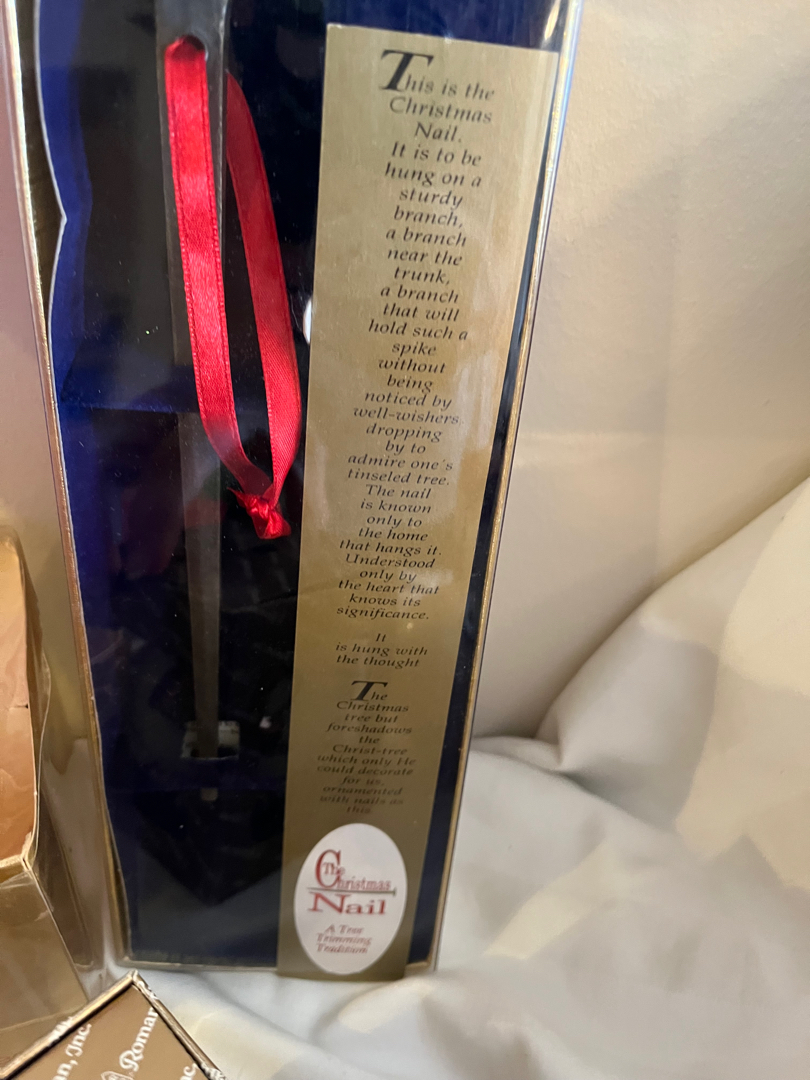 This is the
Christmas
Nail.
It is to be
hung on a
sturdy
branch,
a branch
near the
trunk,
a branch
that will
hold such a
spike
without
being
noticed by
well-wishers
dropping
by to
admire one's
tinseled tree.
The nail
is known
only to
the home
that hangs it.
Understood
only by
the heart that
knows its
significance.
It
is hung with
the thought
The
Christmas
tree but
foreshadows
the
Christ-tree
which only He
could decorate
for us,
ornamented
with nails as
this.
The
Christmas
Nail
A Tree
Trimming
Tradition
an, Inc.
Roman
nc.